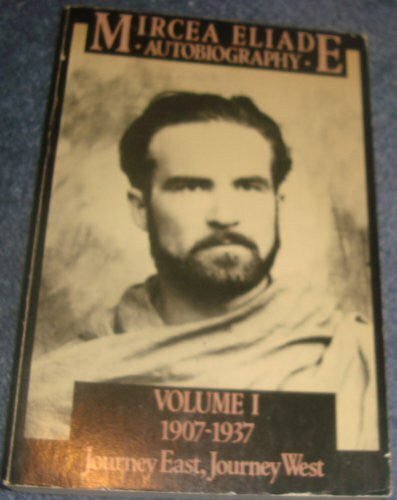 MIRCEA ELIADE
·AUTOBIOGRAPHY·
VOLUME I
1907-1937
Journey East, Journey West